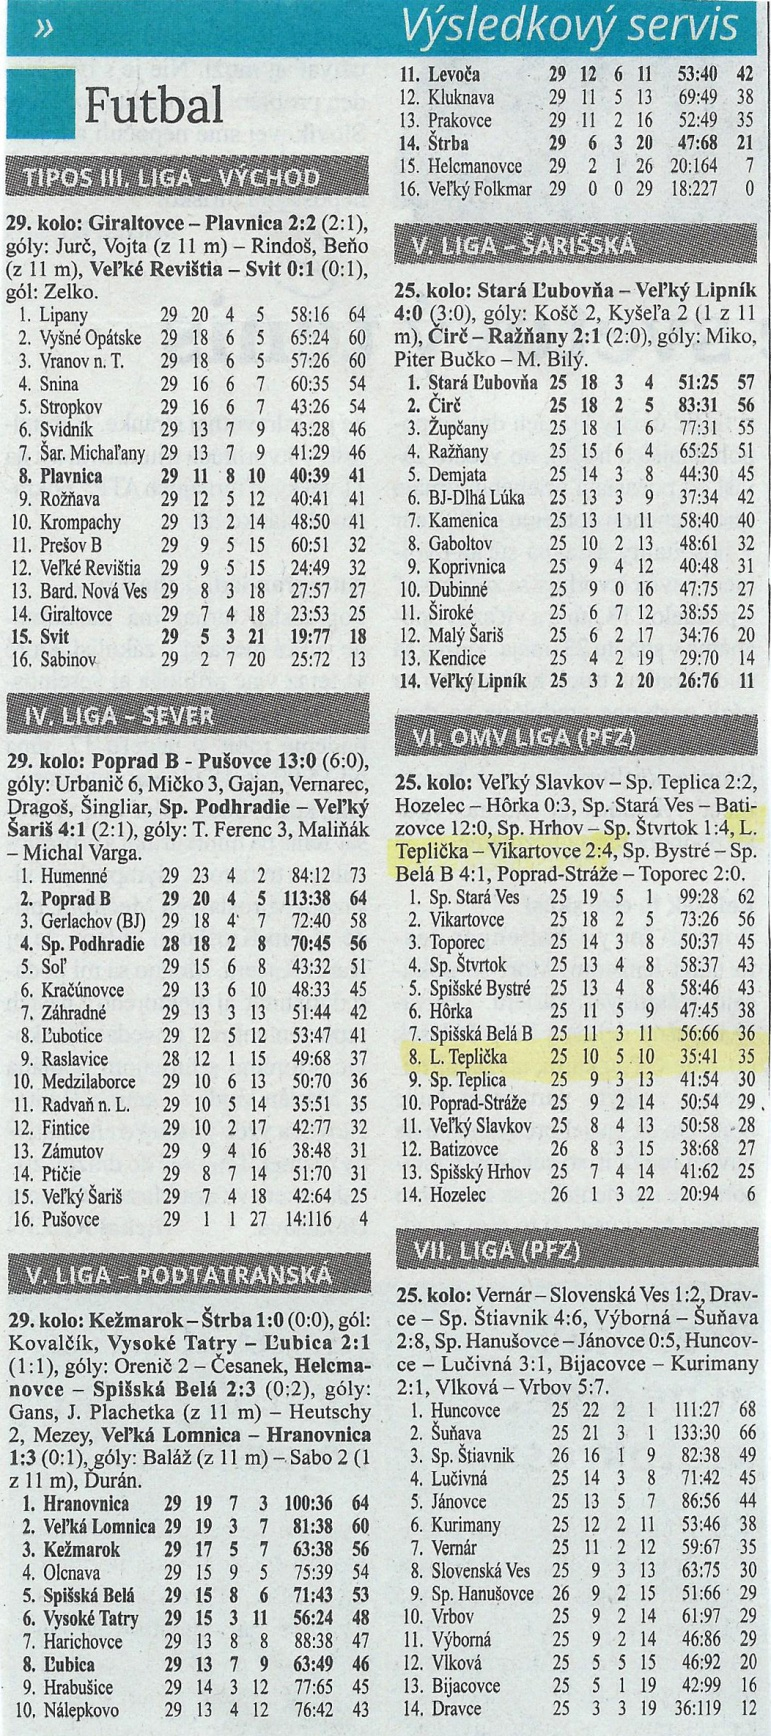 »
Výsledkový servis
Futbal
TIPOS III. LIGA – VÝCHOD
29. kolo: Giraltovce – Plavnica 2:2 (2:1),
góly: Jurč, Vojta (z 11 m) – Rindoš, Beňo
(z 11 m), Veľké Revištia – Svit 0:1 (0:1),
gól: Zelko.
1. Lipany 29 20 4 5 58:16 64
2. Vyšné Opátske 29 18 6 5 65:24 60
3. Vranov n. T. 29 18 6 5 57:26 60
4. Snina 29 16 6 7 60:35 54
5. Stropkov 29 16 6 7 43:26 54
6. Svidník 29 13 7 9 43:28 46
7. Šar. Michaľany 29 13 7 9 41:29 46
8. Plavnica 29 11 8 10 40:39 41
9. Rožňava 29 12 5 12 40:41 41
10. Krompachy 29 13 2 14 48:50 41
11. Prešov B 29 9 5 15 60:51 32
12. Veľké Revištia 29 9 5 15 24:49 32
13. Bard. Nová Ves 29 8 3 18 27:57 27
14. Giraltovce 29 7 4 18 23:53 25
15. Svit 29 5 3 21 19:77 18
16. Sabinov 29 2 7 20 25:72 13
IV. LIGA – SEVER
29. kolo: Poprad B - Pušovce 13:0 (6:0),
góly: Urbanič 6, Mičko 3, Gajan, Vernarec,
Dragoš, Šingliar, Sp. Podhradie – Veľký
Šariš 4:1 (2:1), góly: T. Ferenc 3, Maliňák
– Michal Varga.
1. Humenné 29 23 4 2 84:12 73
2. Poprad B 29 20 4 5 113:38 64
3. Gerlachov (BJ) 29 18 4 7 72:40 58
4. Sp. Podhradie 28 18 2 8 70:45 56
5. Soľ 29 15 6 8 43:32 51
6. Kračúnovce 29 13 6 10 48:33 45
7. Záhradné 29 13 3 13 51:44 42
8. Ľubotice 29 12 5 12 53:47 41
9. Raslavice 28 12 1 15 49:68 37
10. Medzilaborce 29 10 6 13 50:70 36
11. Radvaň n. L. 29 10 5 14 35:51 35
12. Fintice 29 10 2 17 42:77 32
13. Zámutov 29 9 4 16 38:48 31
14. Ptičie 29 8 7 14 51:70 31
15. Veľký Šariš 29 7 4 18 42:64 25
16. Pušovce 29 1 1 27 14:116 4
V. LIGA – PODTATRANSKÁ
29. kolo: Kežmarok – Štrba 1:0 (0:0), gól:
Kovalčík, Vysoké Tatry – Ľubica 2:1
(1:1), góly: Orenič 2 – Česanek, Helcma-
novce – Spišská Belá 2:3 (0:2), góly:
Gans, J. Plachetka (z 11 m) – Heutschy
2, Mezey, Veľká Lomnica – Hranovnica
1:3 (0:1), góly: Baláž (z 11 m) – Sabo 2 (1
z 11 m), Ďurán.
1. Hranovnica 29 19 7 3 100:36 64
2. Veľká Lomnica 29 19 3 7 81:38 60
3. Kežmarok 29 17 5 7 63:38 56
4. Olcnava 29 15 9 5 75:39 54
5. Spišská Belá 29 15 8 6 71:43 53
6. Vysoké Tatry 29 15 3 11 56:24 48
7. Harichovce 29 13 8 8 88:38 47
8. Ľubica 29 13 7 9 63:49 46
9. Hrabušice 29 14 3 12 77:65 45
10. Nálepkovo 29 13 4 12 76:42 43
11. Levoča 29 12 6 11 53:40 42
12. Kluknava 29 11 5 13 69:49 38
13. Prakovce 29 11 2 16 52:49 35
14. Štrba 29 6 3 20 47:68 21
15. Helcmanovce 29 2 1 26 20:164 7
16. Veľký Folkmar 29 0 0 29 18:227 0
V. LIGA – ŠARIŠSKÁ
25. kolo: Stará Ľubovňa – Veľký Lipník
4:0 (3:0), góly: Košč 2, Kyšeľa 2 (1 z 11
m), Čirč – Ražňany 2:1 (2:0), góly: Miko,
Piter Bučko – M. Bilý.
1. Stará Ľubovňa 25 18 3 4 51:25 57
2. Čirč 25 18 2 5 83:31 56
3. Župčany 25 18 1 6 77:31 55
4. Ražňany 25 15 6 4 65:25 51
5. Demjata 25 14 3 8 44:30 45
6. BJ-Dlhá Lúka 25 13 3 9 37:34 42
7. Kamenica 25 13 1 11 58:40 40
8. Gaboltov 25 10 2 13 48:61 32
9. Koprivnica 25 9 4 12 40:48 31
10. Dubinné 25 9 0 16 47:75 27
11. Široké 25 6 7 12 38:55 25
12. Malý Šariš 25 6 2 17 34:76 20
13. Kendice 25 4 2 19 29:70 14
14. Veľký Lipník 25 3 2 20 26:76 11
VI. OMV LIGA (PFZ)
25. kolo: Veľký Slavkov – Sp. Teplica 2:2,
Hozelec – Hôrka 0:3, Sp. Stará Ves – Bati-
zovce 12:0, Sp. Hrhov – Sp. Štvrtok 1:4, L.
Teplička – Vikartovce 2:4, Sp. Bystré – Sp.
Belá B 4:1, Poprad-Stráže – Toporec 2:0.
1. Sp. Stará Ves 25 19 5 1 99:28 62
2. Vikartovce 25 18 2 5 73:26 56
3. Toporec 25 14 3 8 50:37 45
4. Sp. Štvrtok 25 13 4 8 58:37 43
5. Spišské Bystré 25 13 4 8 58:46 43
6. Hôrka 25 11 5 9 47:45 38
7. Spišská Belá B 25 11 3 11 56:66 36
8. L. Teplička 25 10 5 10 35:41 35
9. Sp. Teplica 25 9 3 13 41:54 30
10. Poprad-Stráže 25 9 2 14 50:54 29
11. Veľký Slavkov 25 8 4 13 50:58 28
12. Batizovce 26 8 3 15 38:68 27
13. Spišský Hrhov 25 7 4 14 41:62 25
14. Hozelec 26 1 3 22 20:94 6
VII. LIGA (PFZ)
25. kolo: Vernár – Slovenská Ves 1:2, Drav-
ce – Sp. Štiavnik 4:6, Výborná – Šuňava
2:8, Sp. Hanušovce – Jánovce 0:5, Huncov-
ce – Lučivná 3:1, Bijacovce – Kurimany
2:1, Vlková – Vrbov 5:7.
1. Huncovce 25 22 2 1 111:27 68
2. Šuňava 25 21 3 1 133:30 66
3. Sp. Štiavnik 26 16 1 9 82:38 49
4. Lučivná 25 14 3 8 71:42 45
5. Jánovce 25 13 5 7 86:56 44
6. Kurimany 25 12 2 11 53:46 38
7. Vernár 25 11 2 12 59:67 35
8. Slovenská Ves 25 9 3 13 63:75 30
9. Sp. Hanušovce 26 9 2 15 51:66 29
10. Vrbov 25 9 2 14 61:97 29
11. Výborná 25 9 2 14 46:86 29
12. Vlková 25 5 5 15 46:92 20
13. Bijacovce 25 5 1 19 42:99 16
14. Dravce 25 3 3 19 36:119 12